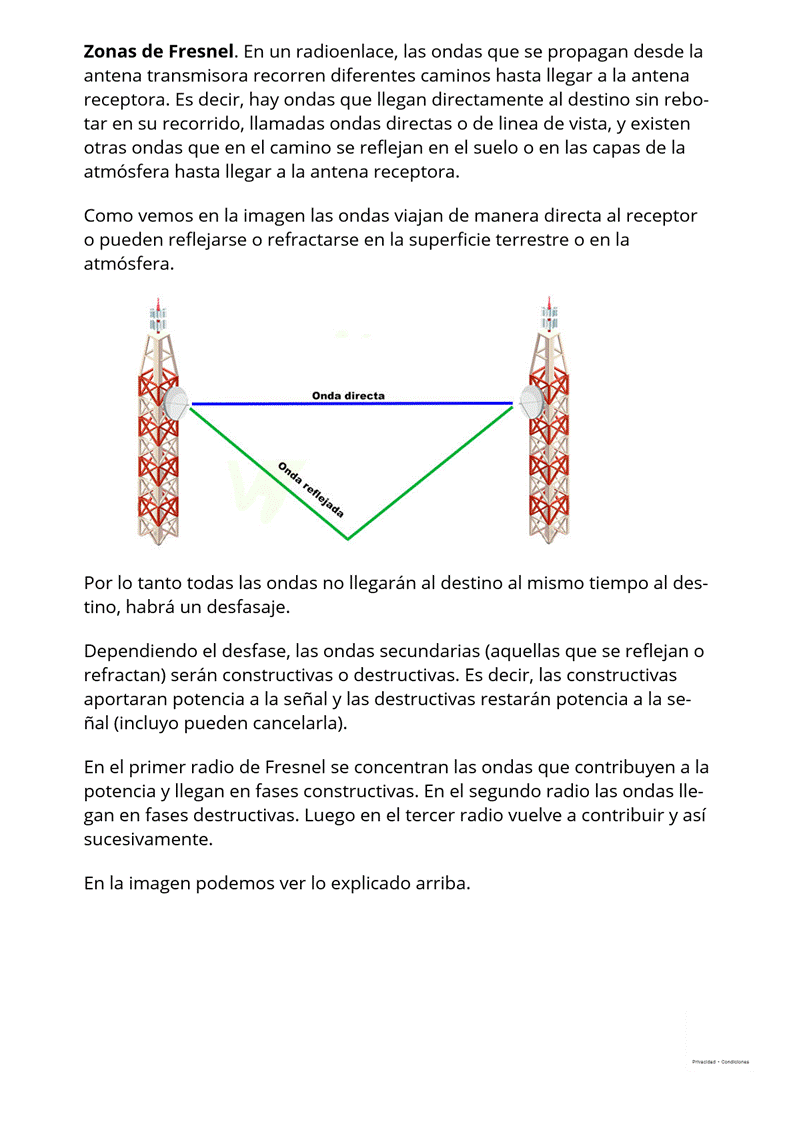 Zonas de Fresnel. En un radioenlace, las ondas que se propagan desde la
antena transmisora recorren diferentes caminos hasta llegar a la antena
receptora. Es decir, hay ondas que llegan directamente al destino sin rebo-
tar en su recorrido, llamadas ondas directas o de linea de vista, y existen
otras ondas que en el camino se reflejan en el suelo o en las capas de la
atmósfera hasta llegar a la antena receptora.
Como vemos en la imagen las ondas viajan de manera directa al receptor
o pueden reflejarse o refractarse en la superficie terrestre o en la
atmósfera.
Onda directa
Onda reflejada
Por lo tanto todas las ondas no llegarán al destino al mismo tiempo al des-
tino, habrá un desfasaje.
Dependiendo el desfase, las ondas secundarias (aquellas que se reflejan o
refractan) serán constructivas o destructivas. Es decir, las constructivas
aportaran potencia a la señal y las destructivas restarán potencia a la se-
ñal (incluyo pueden cancelarla).
En el primer radio de Fresnel se concentran las ondas que contribuyen a la
potencia y llegan en fases constructivas. En el segundo radio las ondas lle-
gan en fases destructivas. Luego en el tercer radio vuelve a contribuir y así
sucesivamente.
En la imagen podemos ver lo explicado arriba.
Privacidad - Condiciones